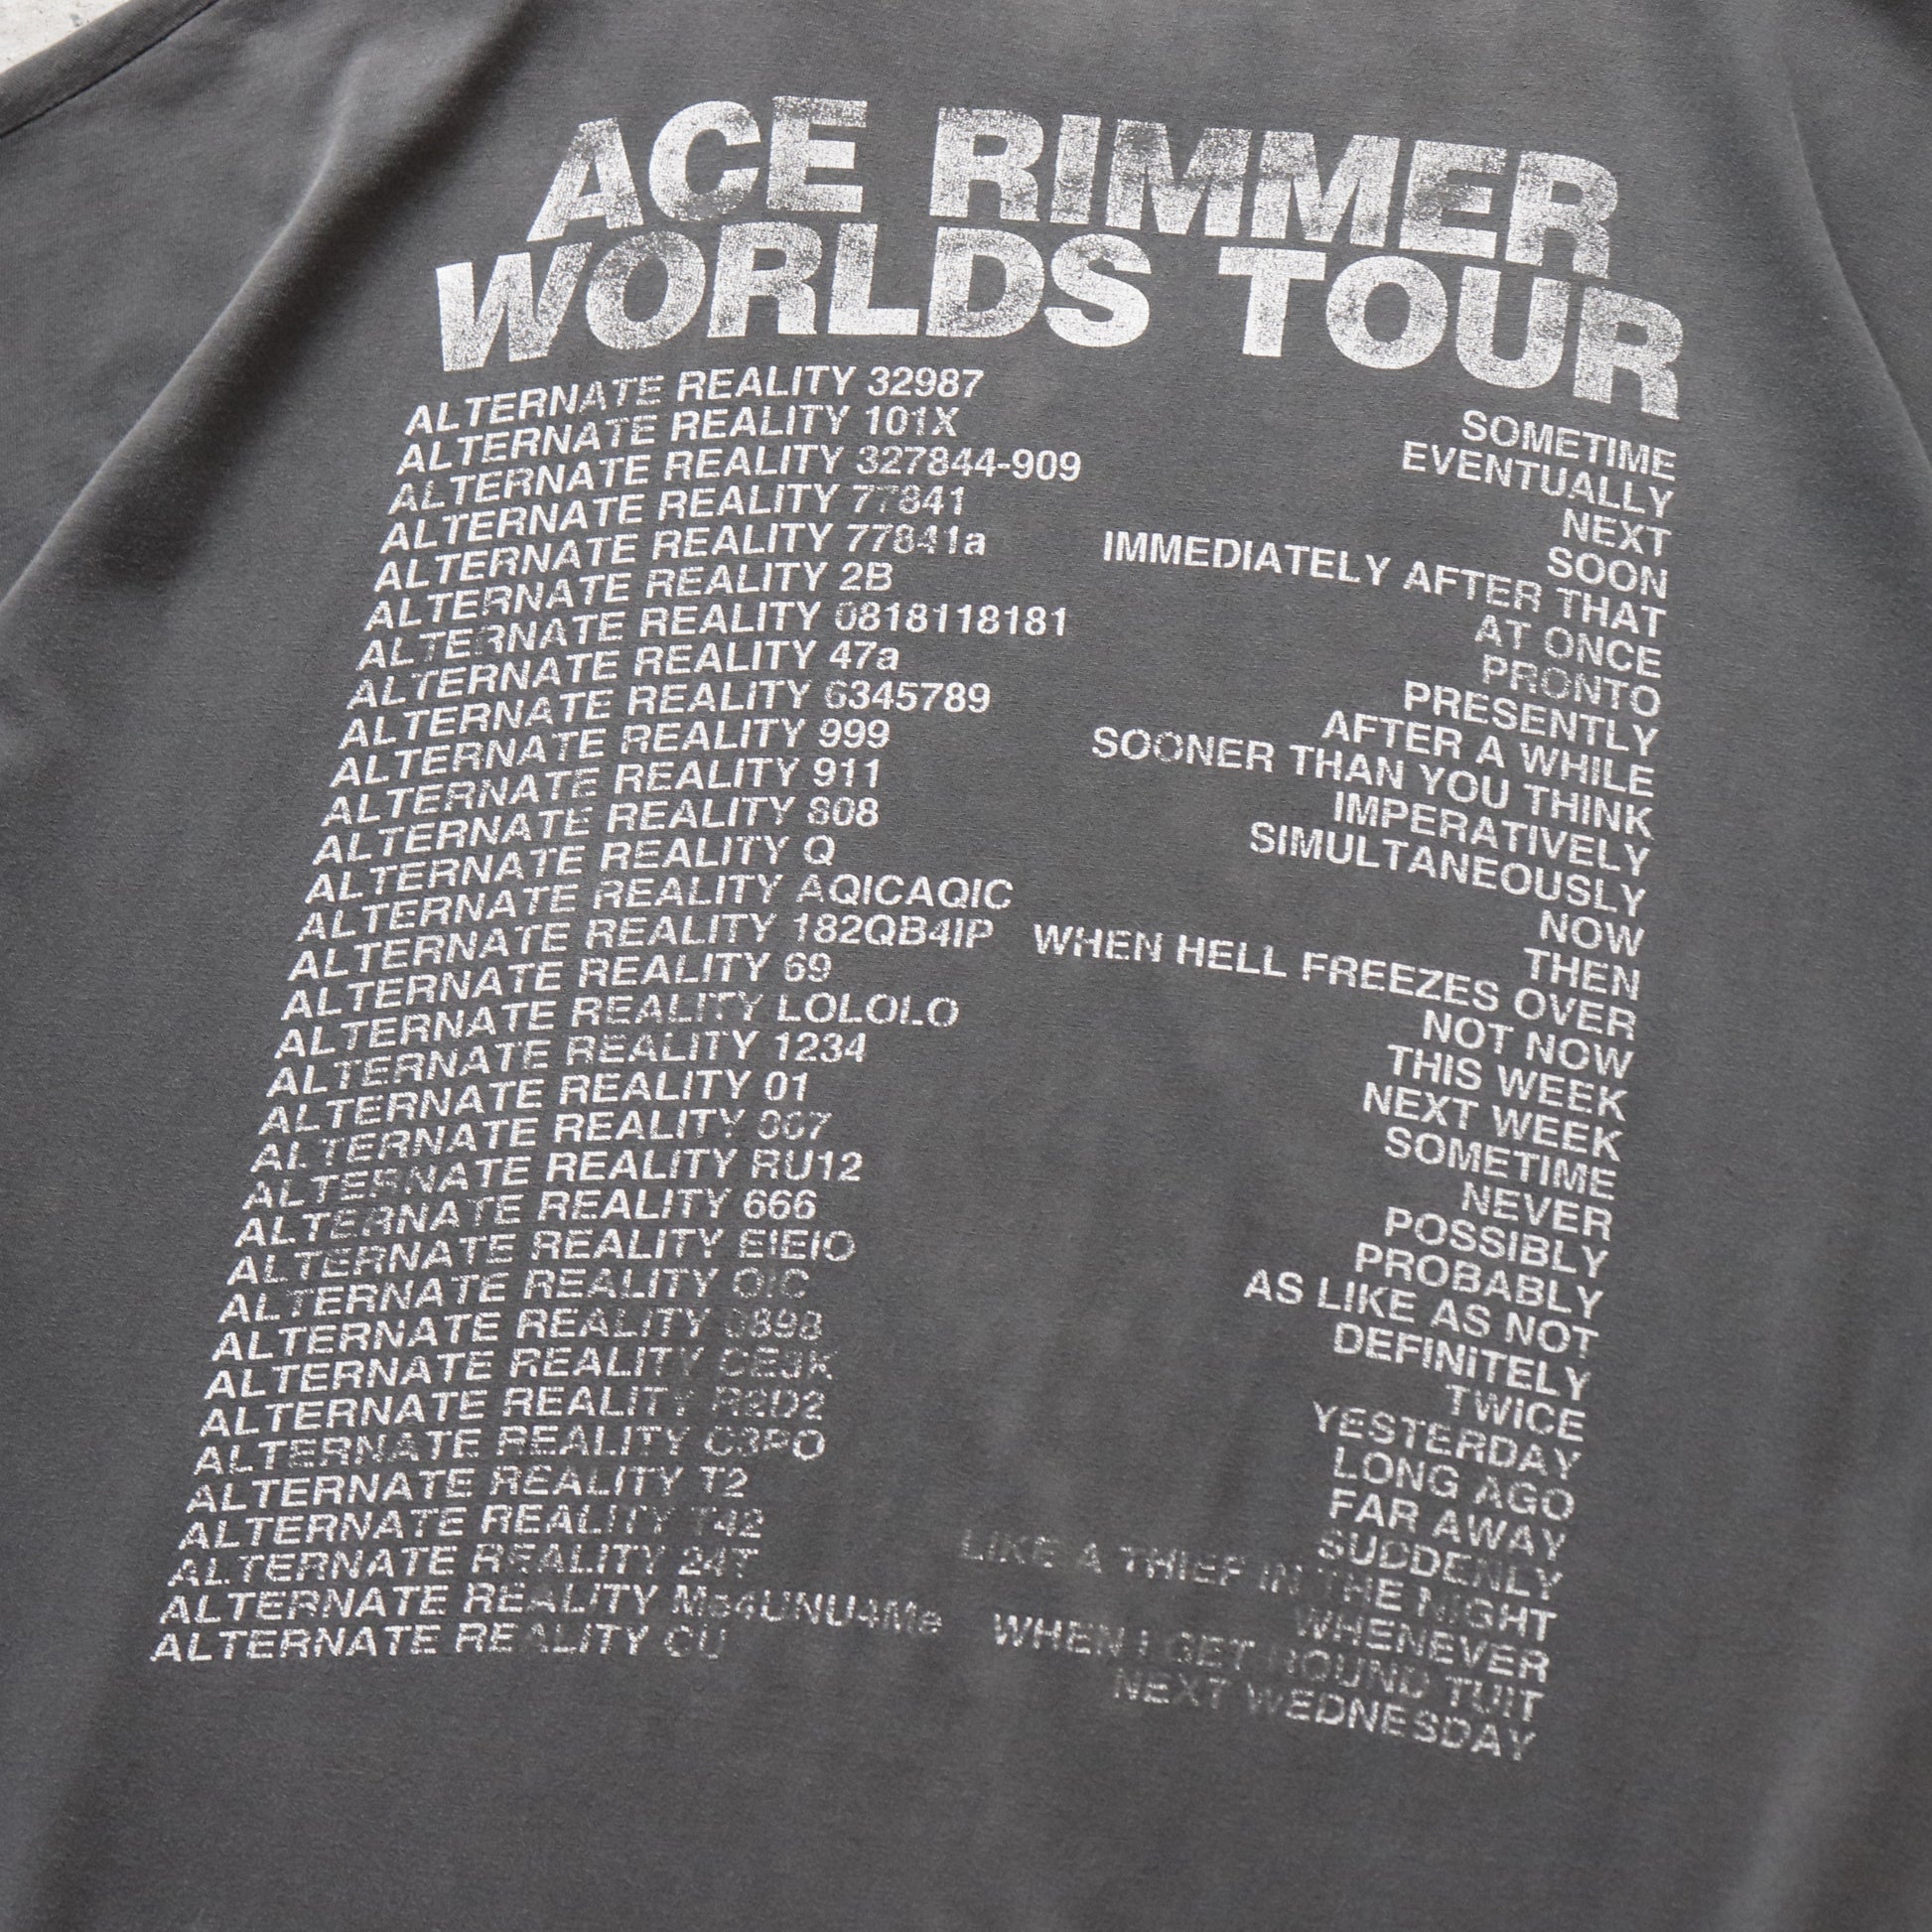 ACE RIMMER
WORLDS TOUR
ALTERNATE REALITY 32987 SOMETIME
ALTERNATE REALITY 101X EVENTUALLY
ALTERNATE REALITY 327844-909 NEXT
ALTERNATE REALITY 77841 SOON
ALTERNATE REALITY 77841a IMMEDIATELY AFTER THAT
ALTERNATE REALITY 2B AT ONCE
ALTERNATE REALITY 0818118181 PRONTO
ALTERNATE REALITY 47a PRESENTLY
ALTERNATE REALITY 6345789 AFTER A WHILE
ALTERNATE REALITY 999 SOONER THAN YOU THINK
ALTERNATE REALITY 911 IMPERATIVELY
ALTERNATE REALITY 808 SIMULTANEOUSLY
ALTERNATE REALITY Q NOW
ALTERNATE REALITY AQICAQIC THEN
ALTERNATE REALITY 182QB4IP WHEN HELL FREEZES OVER
ALTERNATE REALITY 69 NOT NOW
ALTERNATE REALITY LOLOLO THIS WEEK
ALTERNATE REALITY 1234 NEXT WEEK
ALTERNATE REALITY 01 SOMETIME
ALTERNATE REALITY 007 NEVER
ALTERNATE REALITY RU12 POSSIBLY
ALTERNATE REALITY 666 PROBABLY
ALTERNATE REALITY EIEIO AS LIKE AS NOT
ALTERNATE REALITY OIC DEFINITELY
ALTERNATE REALITY TWICE
ALTERNATE REALITY CE3K YESTERDAY
ALTERNATE REALITY R2D2 LONG AGO
ALTERNATE REALITY C3PO FAR AWAY
ALTERNATE REALITY T2 SUDDENLY
ALTERNATE REALITY T42 LIKE A THIEF IN THE NIGHT
ALTERNATE REALITY 24T WHENEVER
ALTERNATE REALITY Me4UNU4Me WHEN I GET ROUND TUIT
ALTERNATE REALITY CU NEXT WEDNESDAY